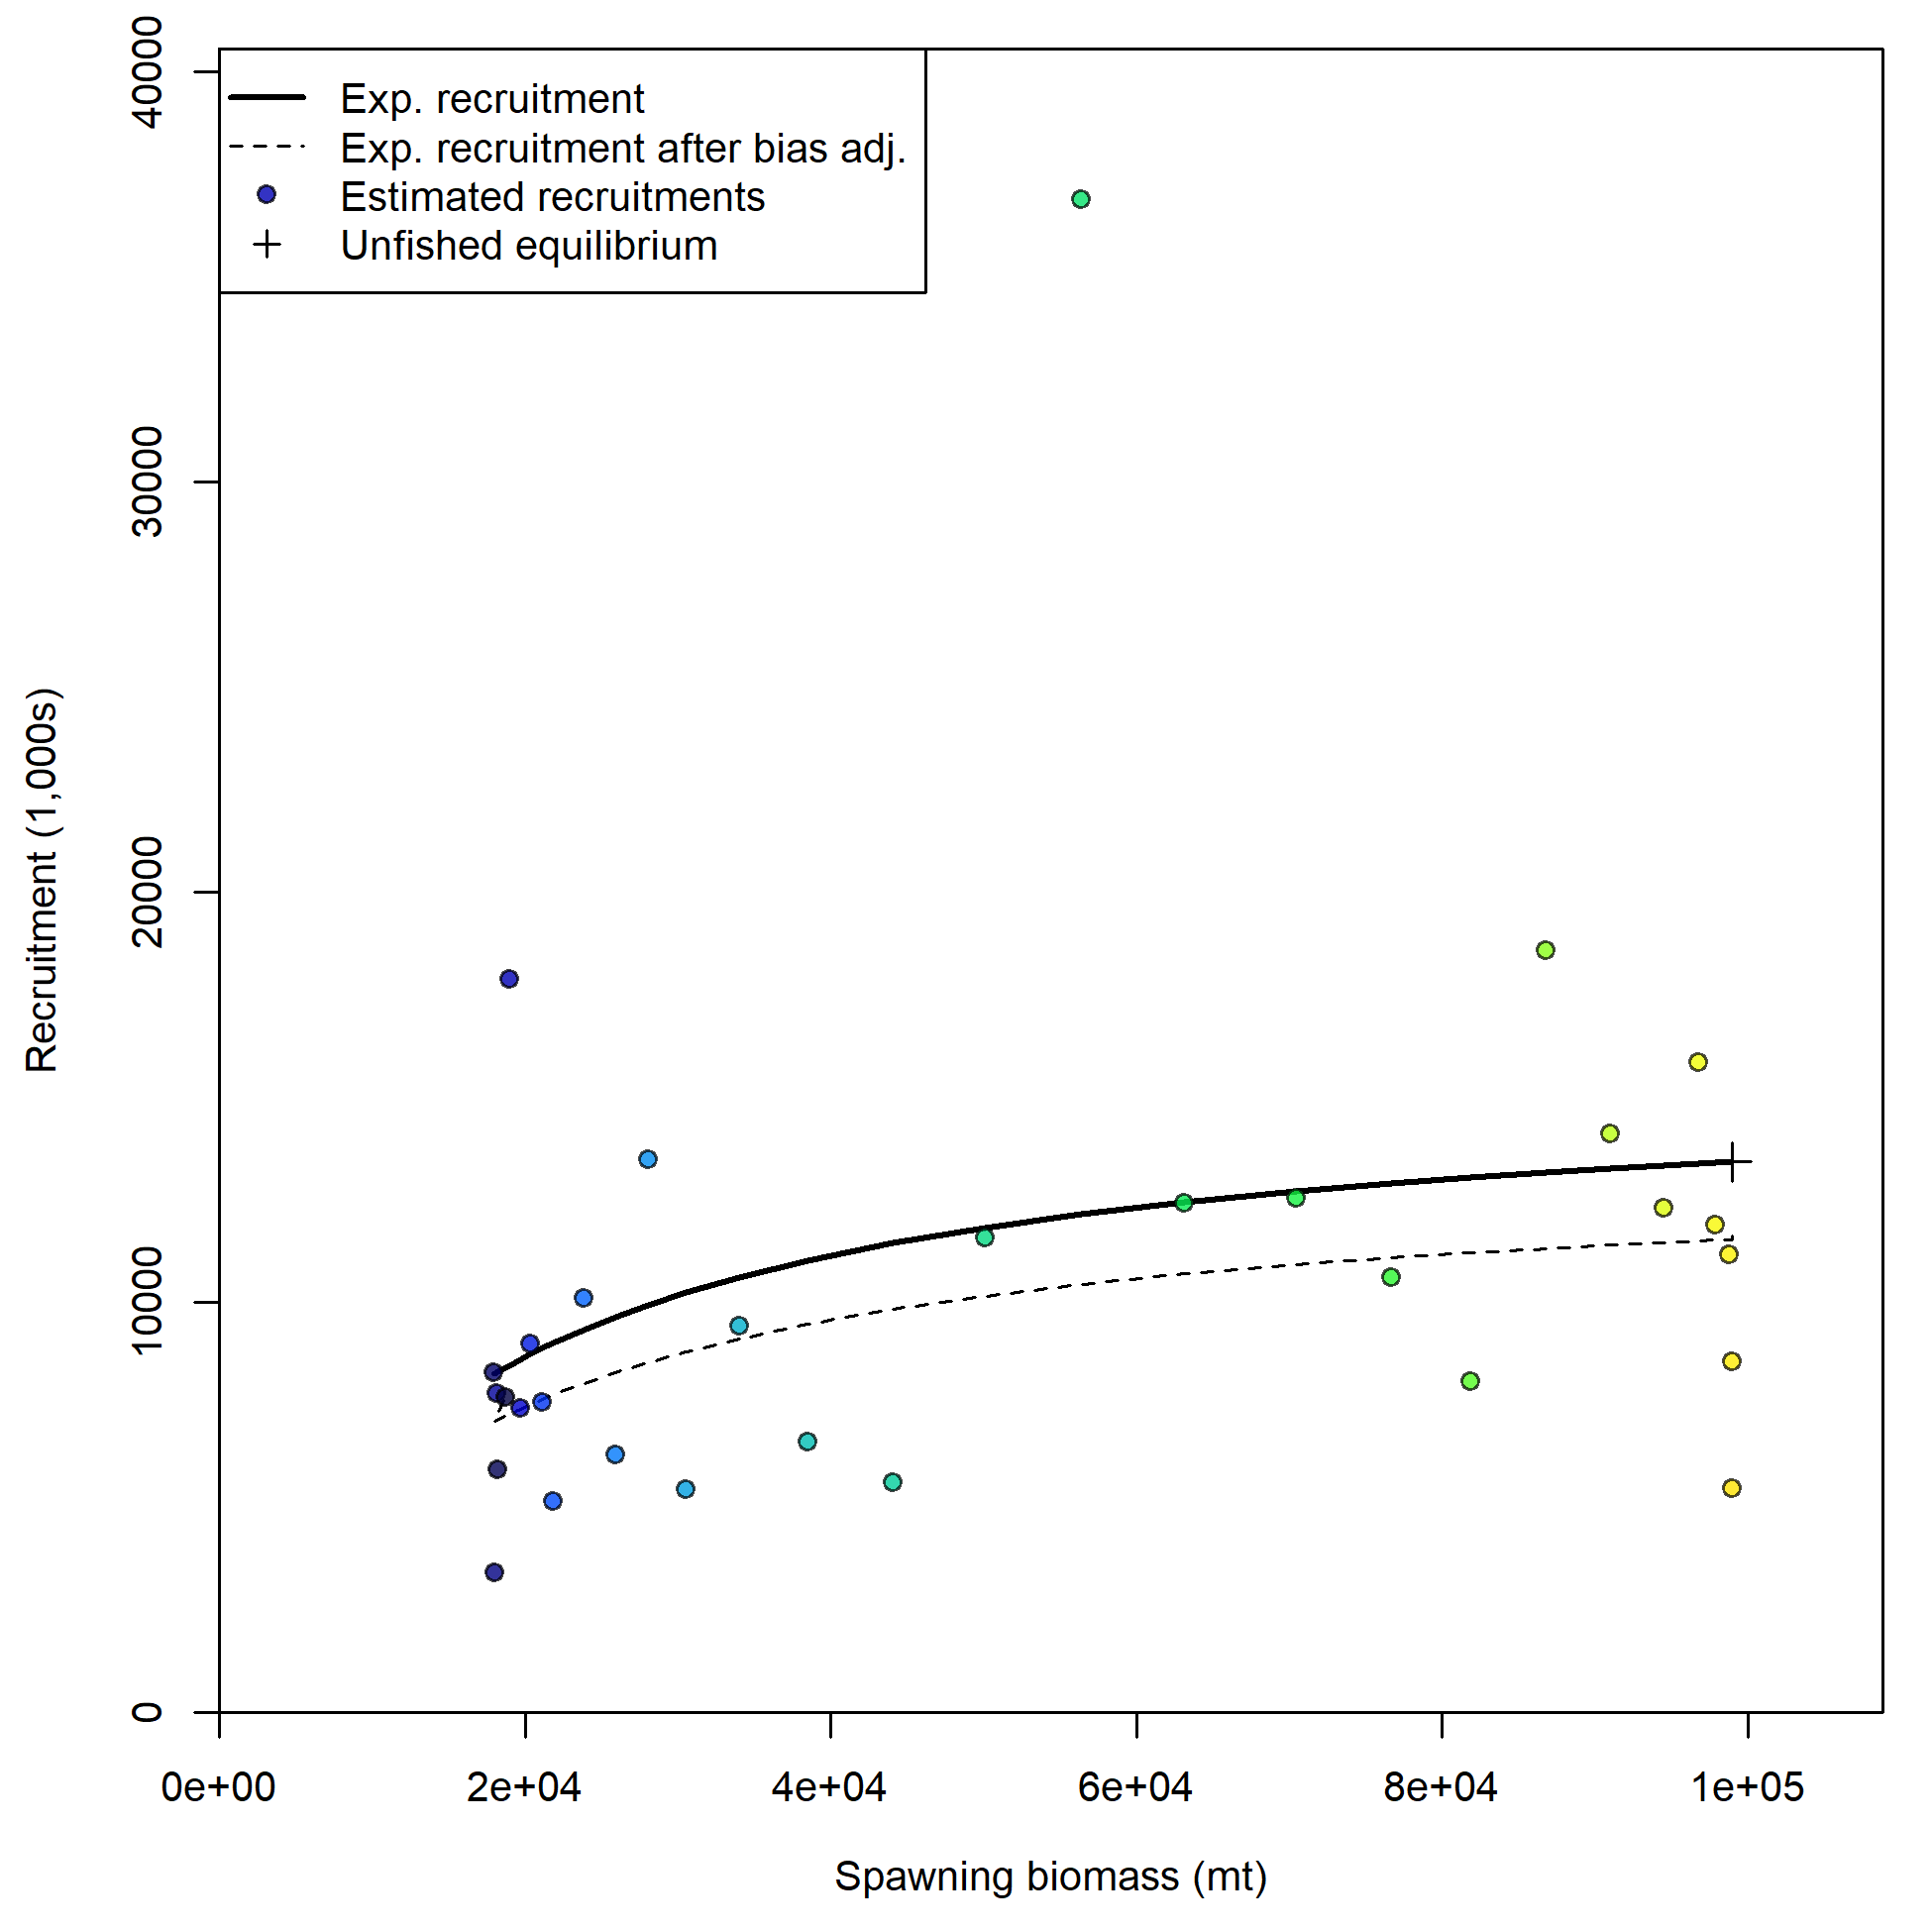 Exp. recruitment
Exp. recruitment after bias adj.
Estimated recruitments
Unfished equilibrium
Recruitment (1,000s)
40000
30000
20000
10000
0
0e+00 2e+04 4e+04 6e+04 8e+04 1e+05
Spawning biomass (mt)